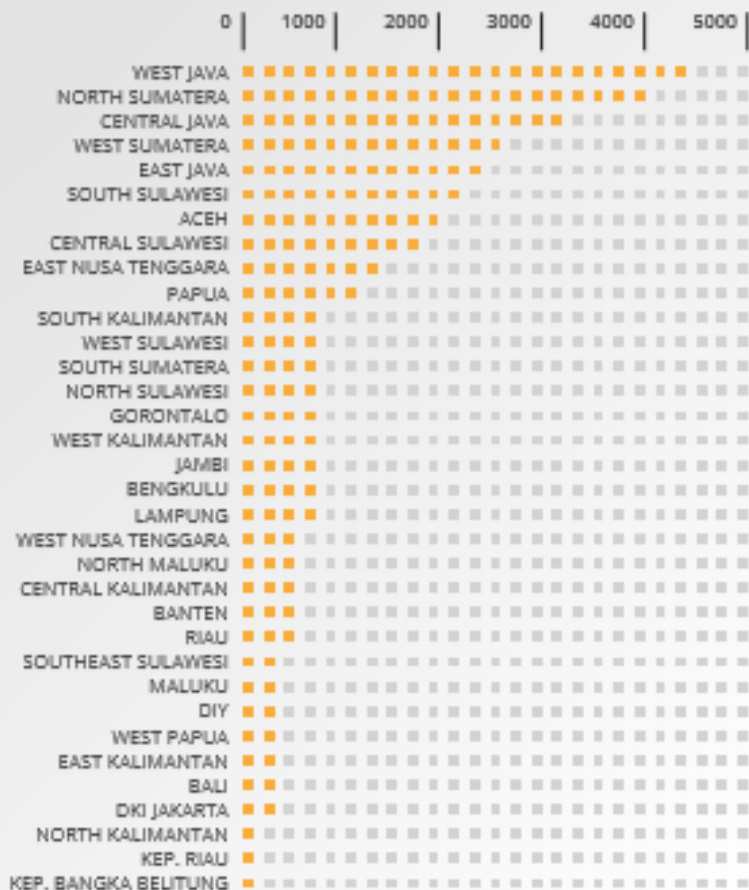 0 1000 2000 3000 4000 5000
WEST JAVA
NORTH SUMATERA
CENTRAL JAVA
WEST SUMATERA
EAST JAVA
SOUTH SULAWESI
ACEH
CENTRAL SULAWESI
EAST NUSA TENGGARA
PAPUA
SOUTH KALIMANTAN
WEST SULAWESI
SOUTH SUMATERA
NORTH SULAWESI
GORONTALO
WEST KALIMANTAN
JAMBI
BENGKULU
LAMPUNG
WEST NUSA TENGGARA
NORTH MALUKU
CENTRAL KALIMANTAN
BANTEN
RIAU
SOUTHEAST SULAWESI
MALUKU
DIY
WEST PAPUA
EAST KALIMANTAN
BALI
DKI JAKARTA
NORTH KALIMANTAN
KEP. RIAU
KEP. BANGKA BELITUNG